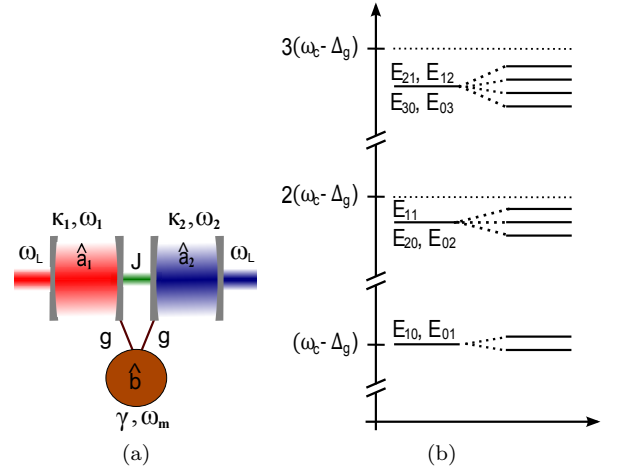 κ₁,ω₁
κ₂,ω₂
ω_L
â₁
J
â₂
ω_L
g
g
b̂
γ,ω_m
(a)
3(ω_c- Δ_g)
E₂₁, E₁₂
E₃₀, E₀₃
2(ω_c- Δ_g)
E₁₁
E₂₀, E₀₂
(ω_c- Δ_g)
E₁₀, E₀₁
(b)